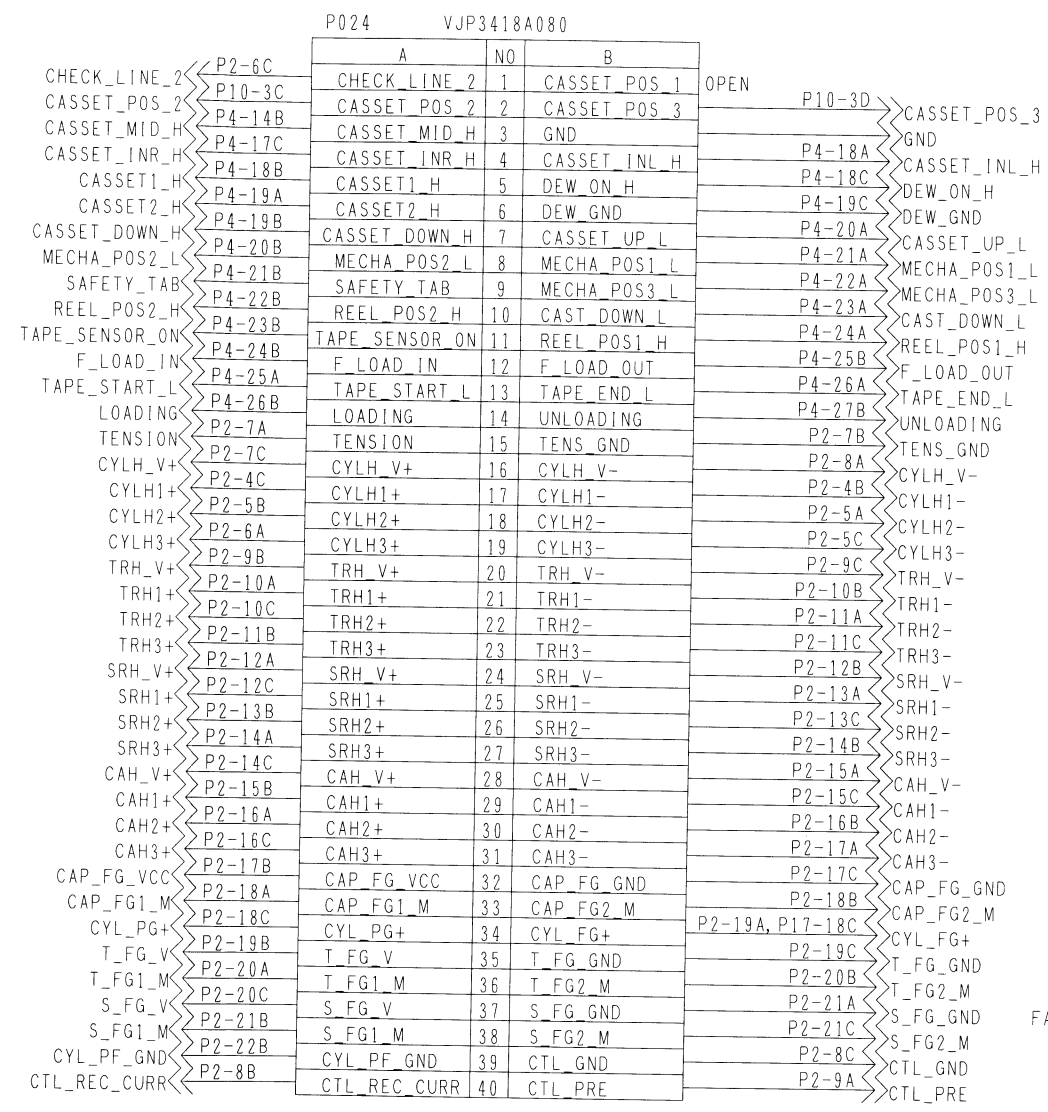 P024 VJP3418A080
A NO B
CHECK_LINE_2 P2-6C CHECK_LINE_2 1 CASSET_POS_1 OPEN
CASSET_POS_2 P10-3C CASSET_POS_2 2 CASSET_POS_3 P10-3D CASSET_POS_3
CASSET_MID_H P4-14B CASSET_MID_H 3 GND GND
CASSET_INR_H P4-17C CASSET_INR_H 4 CASSET_INL_H P4-18A CASSET_INL_H
CASSET1_H P4-18B CASSET1_H 5 DEW_ON_H P4-18C DEW_ON_H
CASSET2_H P4-19A CASSET2_H 6 DEW_GND P4-19C DEW_GND
CASSET_DOWN_H P4-19B CASSET_DOWN_H 7 CASSET_UP_L P4-20A CASSET_UP_L
MECHA_POS2_L P4-20B MECHA_POS2_L 8 MECHA_POS1_L P4-21A MECHA_POS1_L
SAFETY_TAB P4-21B SAFETY_TAB 9 MECHA_POS3_L P4-22A MECHA_POS3_L
REEL_POS2_H P4-22B REEL_POS2_H 10 CAST_DOWN_L P4-23A CAST_DOWN_L
TAPE_SENSOR_ON P4-23B TAPE_SENSOR_ON 11 REEL_POS1_H P4-24A REEL_POS1_H
F_LOAD_IN P4-24B F_LOAD_IN 12 F_LOAD_OUT P4-25B F_LOAD_OUT
TAPE_START_L P4-25A TAPE_START_L 13 TAPE_END_L P4-26A TAPE_END_L
LOADING P4-26B LOADING 14 UNLOADING P4-27B UNLOADING
TENSION P2-7A TENSION 15 TENS_GND P2-7B TENS_GND
CYLH_V+ P2-7C CYLH_V+ 16 CYLH_V- P2-8A CYLH_V-
CYLH1+ P2-4C CYLH1+ 17 CYLH1- P2-4B CYLH1-
CYLH2+ P2-5B CYLH2+ 18 CYLH2- P2-5A CYLH2-
CYLH3+ P2-6A CYLH3+ 19 CYLH3- P2-5C CYLH3-
TRH_V+ P2-9B TRH_V+ 20 TRH_V- P2-9C TRH_V-
TRH1+ P2-10A TRH1+ 21 TRH1- P2-10B TRH1-
TRH2+ P2-10C TRH2+ 22 TRH2- P2-11A TRH2-
TRH3+ P2-11B TRH3+ 23 TRH3- P2-11C TRH3-
SRH_V+ P2-12A SRH_V+ 24 SRH_V- P2-12B SRH_V-
SRH1+ P2-12C SRH1+ 25 SRH1- P2-13A SRH1-
SRH2+ P2-13B SRH2+ 26 SRH2- P2-13C SRH2-
SRH3+ P2-14A SRH3+ 27 SRH3- P2-14B SRH3-
CAH_V+ P2-14C CAH_V+ 28 CAH_V- P2-15A CAH_V-
CAH1+ P2-15B CAH1+ 29 CAH1- P2-15C CAH1-
CAH2+ P2-16A CAH2+ 30 CAH2- P2-16B CAH2-
CAH3+ P2-16C CAH3+ 31 CAH3- P2-17A CAH3-
CAP_FG_VCC P2-17B CAP_FG_VCC 32 CAP_FG_GND P2-17C CAP_FG_GND
CAP_FG1_M P2-18A CAP_FG1_M 33 CAP_FG2_M P2-18B CAP_FG2_M
CYL_PG+ P2-18C CYL_PG+ 34 CYL_FG+ P2-19A, P17-18C CYL_FG+
T_FG_V P2-19B T_FG_V 35 T_FG_GND P2-19C T_FG_GND
T_FG1_M P2-20A T_FG1_M 36 T_FG2_M P2-20B T_FG2_M
S_FG_V P2-20C S_FG_V 37 S_FG_GND P2-21A S_FG_GND FA
S_FG1_M P2-21B S_FG1_M 38 S_FG2_M P2-21C S_FG2_M
CYL_PF_GND P2-22B CYL_PF_GND 39 CTL_GND P2-8C CTL_GND
CTL_REC_CURR P2-8B CTL_REC_CURR 40 CTL_PRE P2-9A CTL_PRE